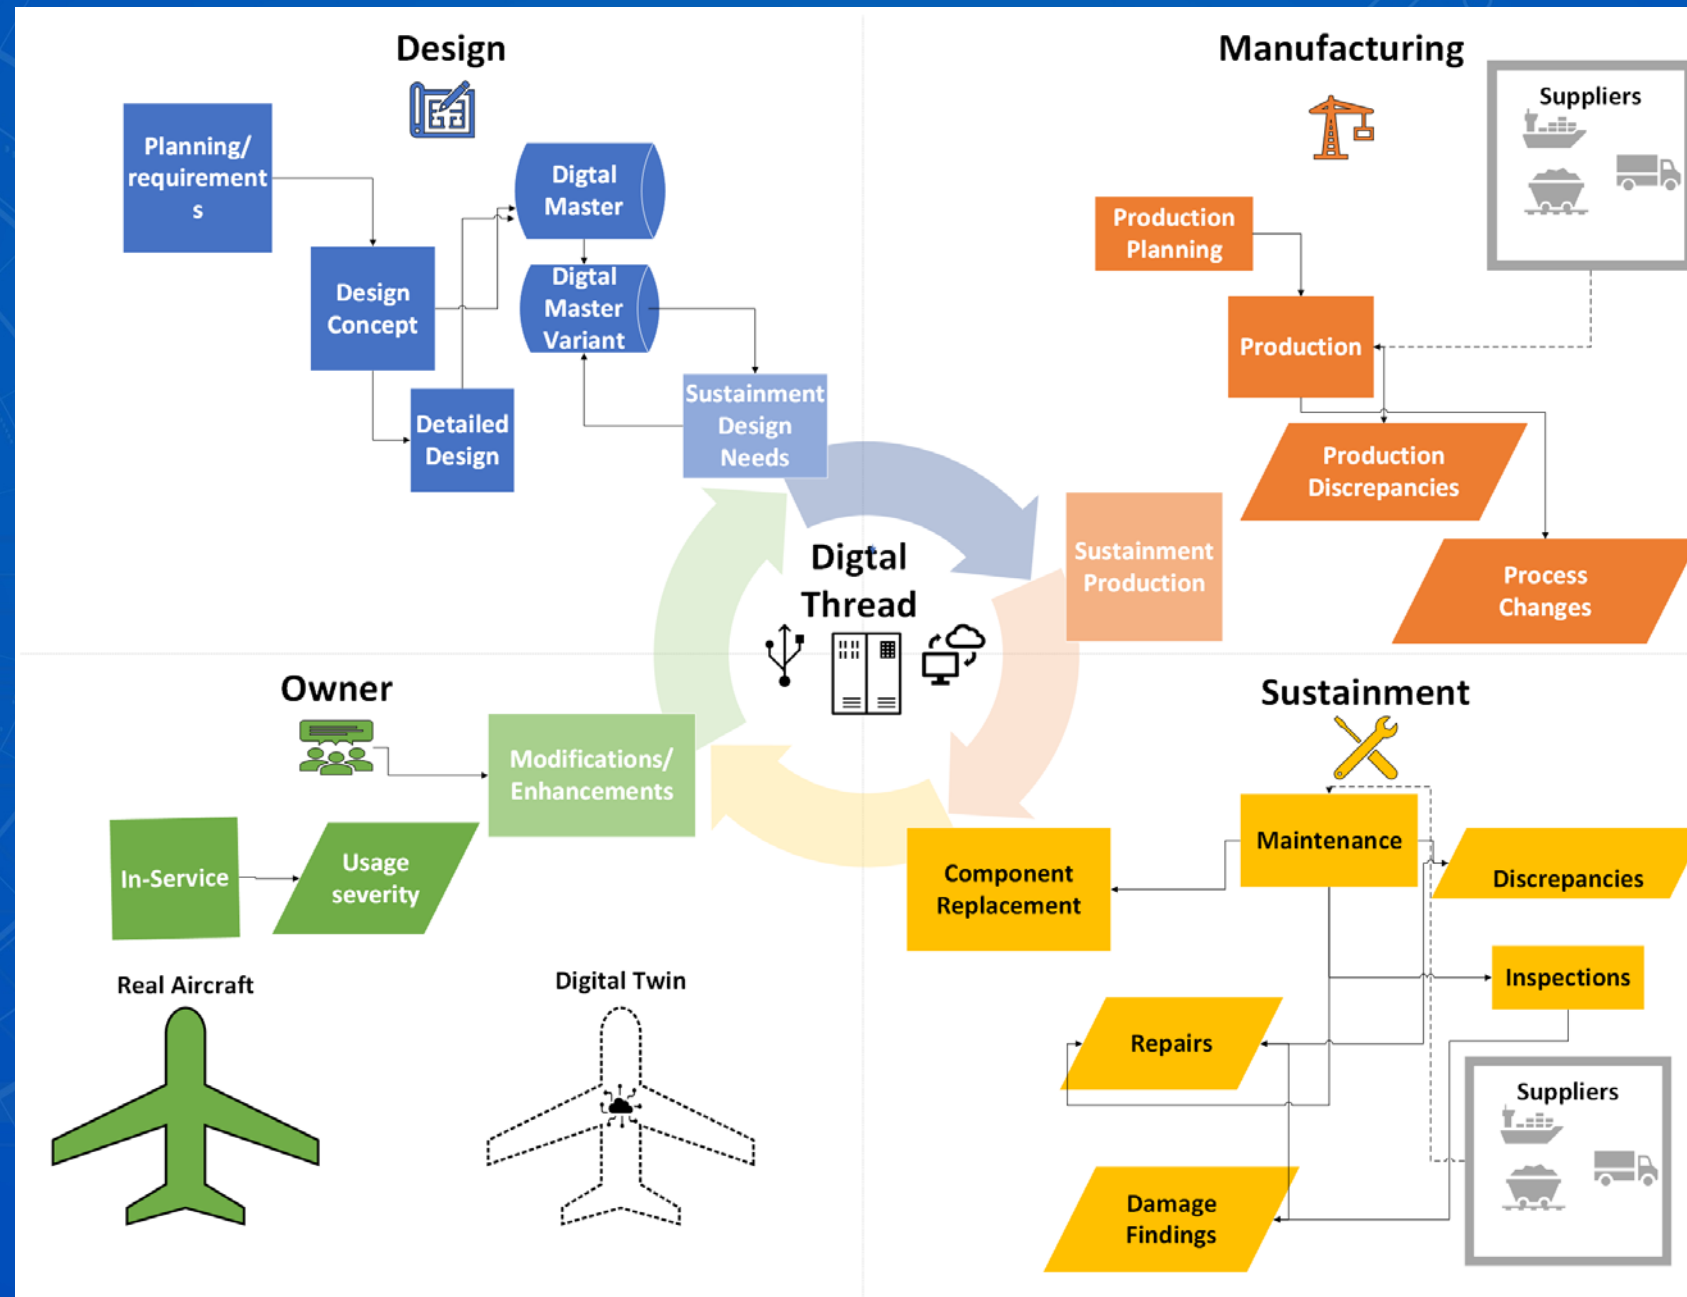 Design
Planning/
requirement
s
Digtal
Master
Design
Concept
Digtal
Master
Variant
Detailed
Design
Sustainment
Design
Needs
Manufacturing
Suppliers
Production
Planning
Production
Production
Discrepancies
Sustainment
Production
Process
Changes
Digtal
Thread
Owner
Modifications/
Enhancements
In-Service
Usage
severity
Real Aircraft
Digital Twin
Sustainment
Maintenance
Component
Replacement
Discrepancies
Inspections
Repairs
Suppliers
Damage
Findings